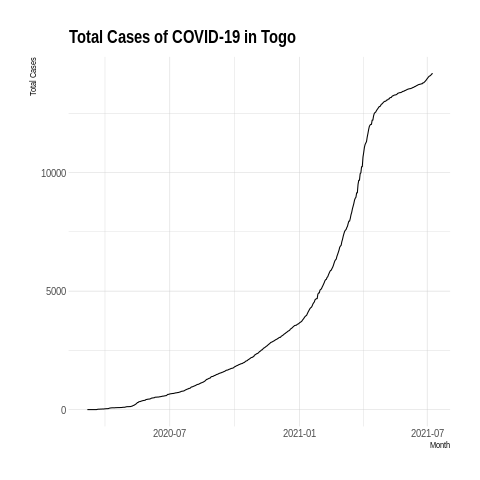 Total Cases of COVID-19 in Togo
Total Cases
10000
5000
0
2020-07 2021-01 2021-07
Month